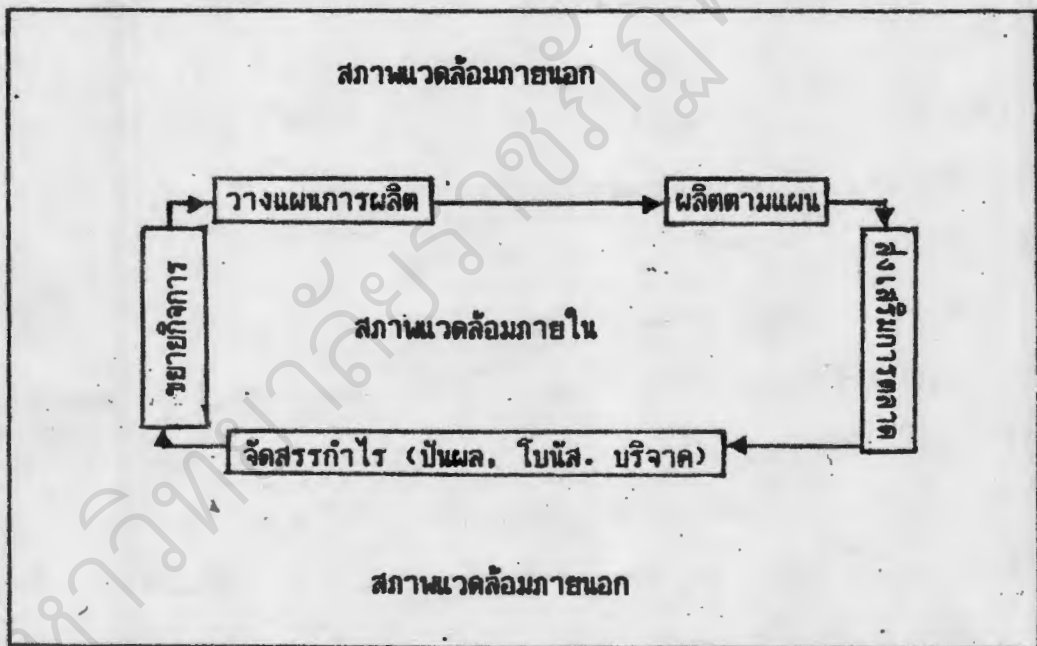 สภาพแวดล้อมภายนอก
วางแผนการผลิต
ผลิตตามแผน
ส่งเสริมการตลาด
ขยายกิจการ
สภาพแวดล้อมภายใน
จัดสรรกำไร (ปันผล, โบนัส. บริจาค)
สภาพแวดล้อมภายนอก